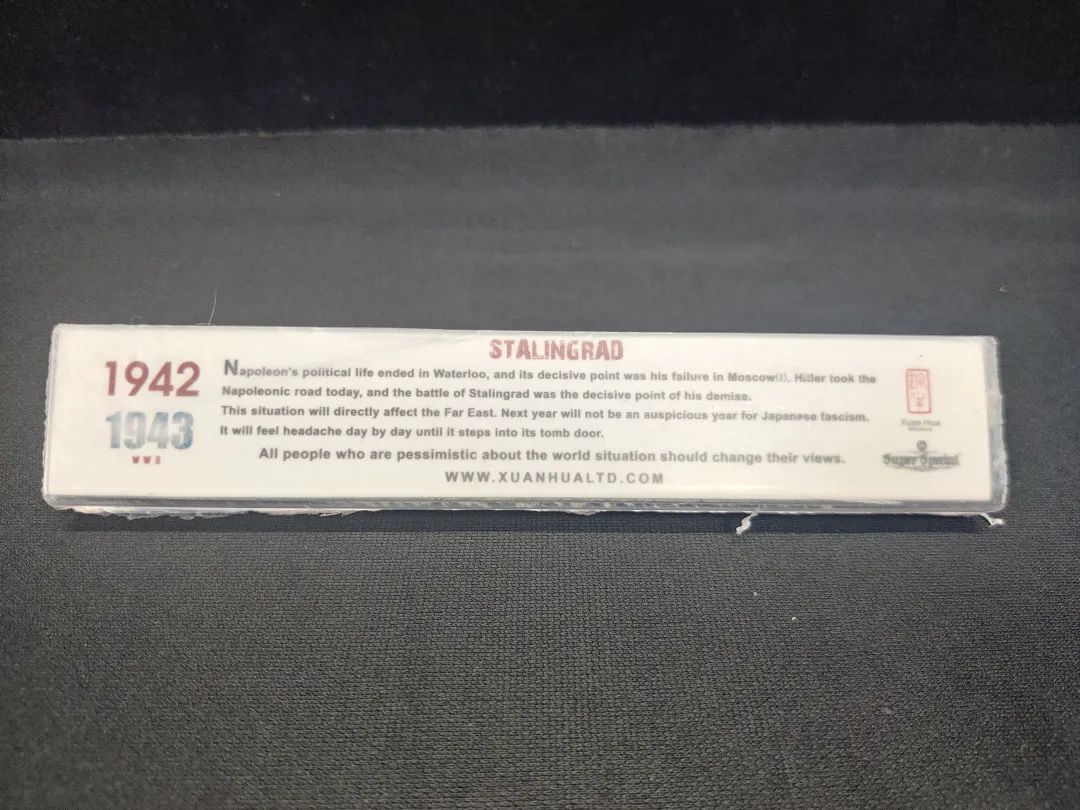 STALINGRAD
1942
1943
WWII
Napoleon's political life ended in Waterloo, and its decisive point was his failure in Moscow(1). Hitler took the
Napoleonic road today, and the battle of Stalingrad was the decisive point of his demise.
This situation will directly affect the Far East. Next year will not be an auspicious year for Japanese fascism.
It will feel headache day by day until it steps into its tomb door.
All people who are pessimistic about the world situation should change their views.
WWW.XUANHUALTD.COM
Xuan Hua
Super Special